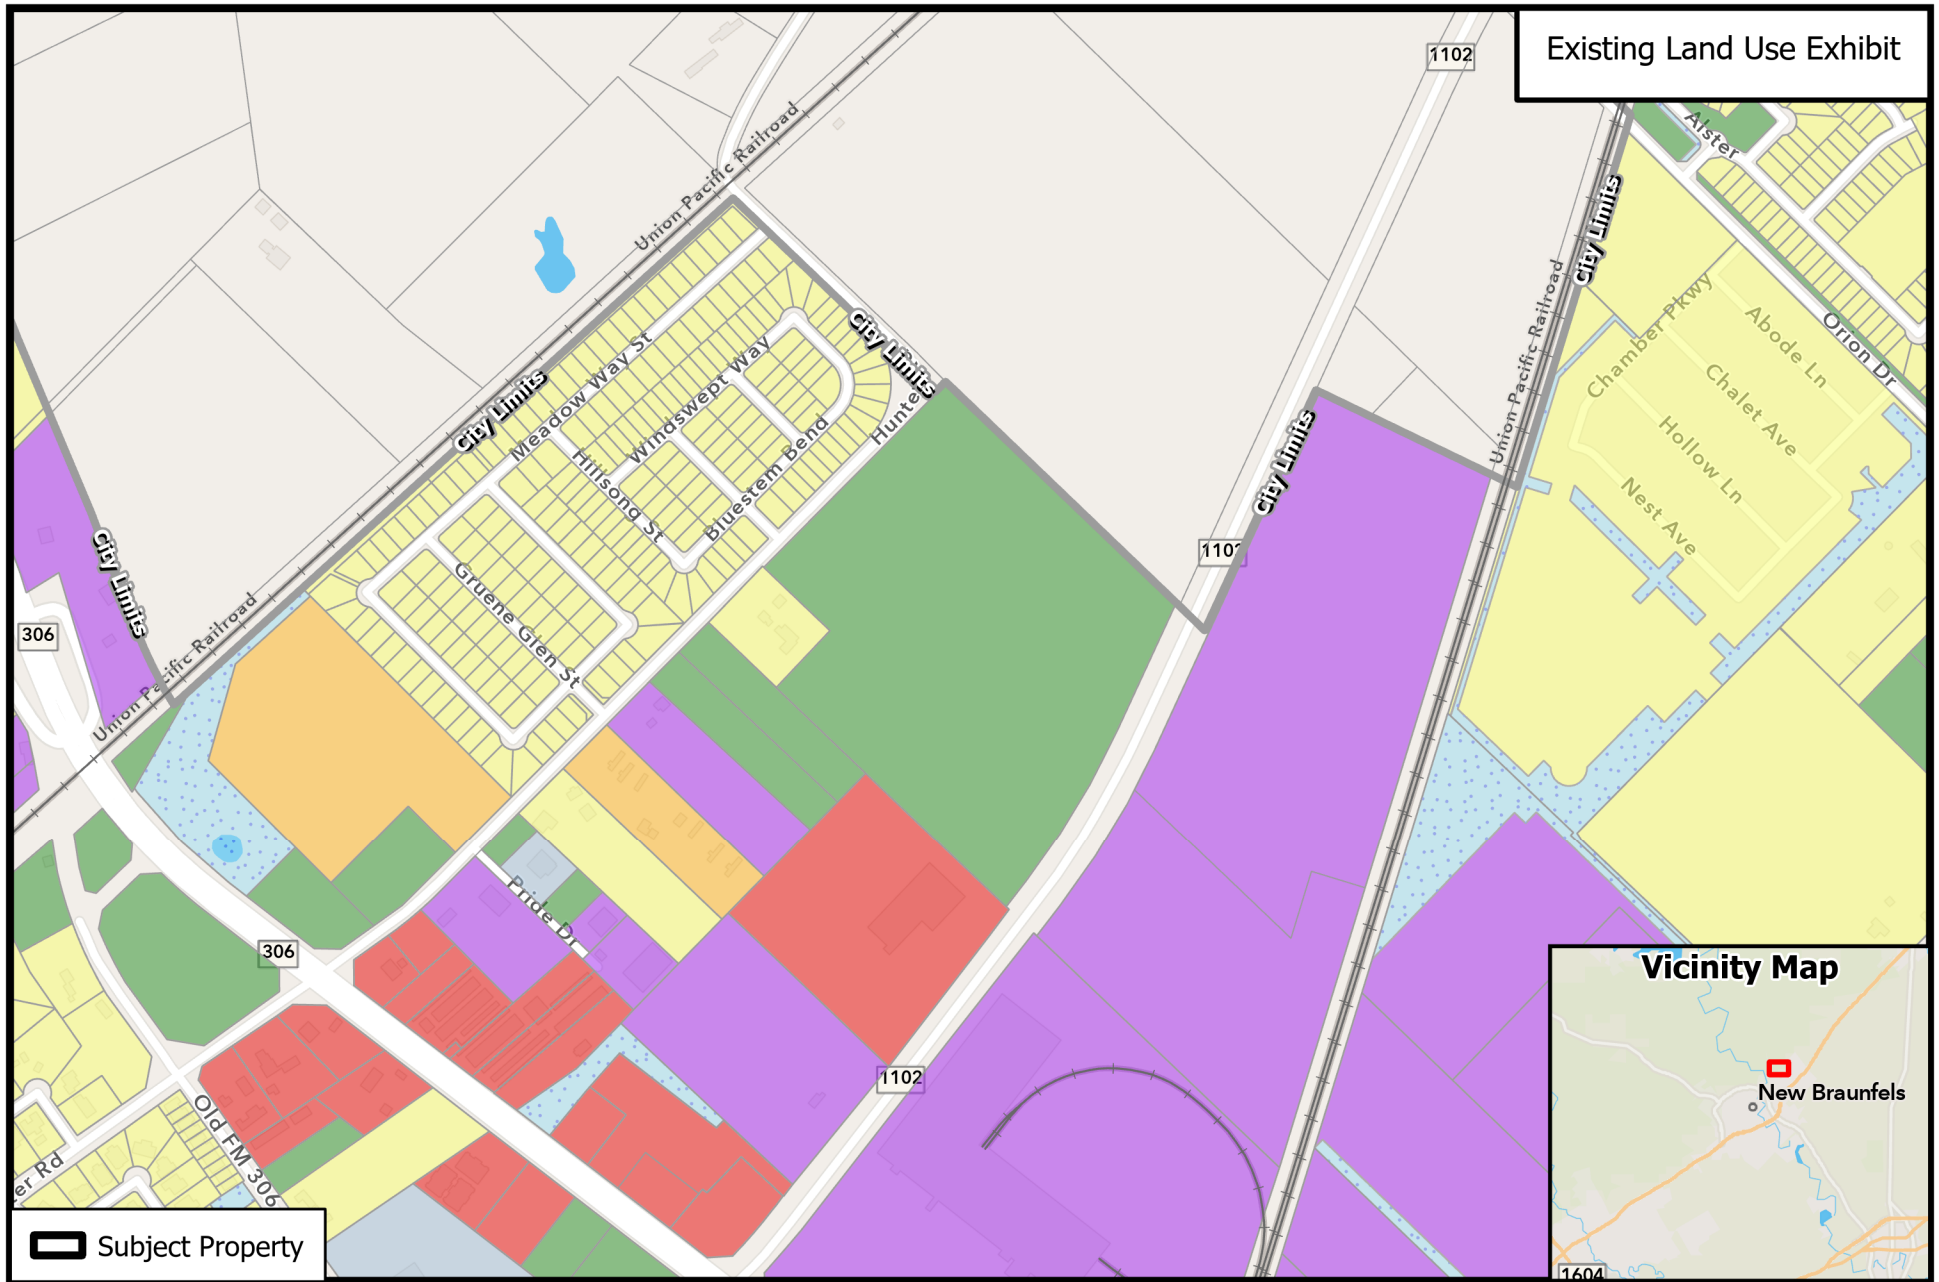 Existing Land Use Exhibit
1102
Alster
Union Pacific Railroad
City Limits
Union Pacific Railroad
City Limits
Chamber Pkwy
Abode Ln
Orion Dr
Chalet Ave
Hollow Ln
Nest Ave
City Limits
Meadow Way St
Windswept Way
Hunte
City Limits
Hillsong St
Bluestem Bend
City Limits
1102
City Limits
Gruene Glen St
306
Union Pacific Railroad
Pride Dr
306
1102
Old FM 306
er Rd
Subject Property
Vicinity Map
New Braunfels
1604